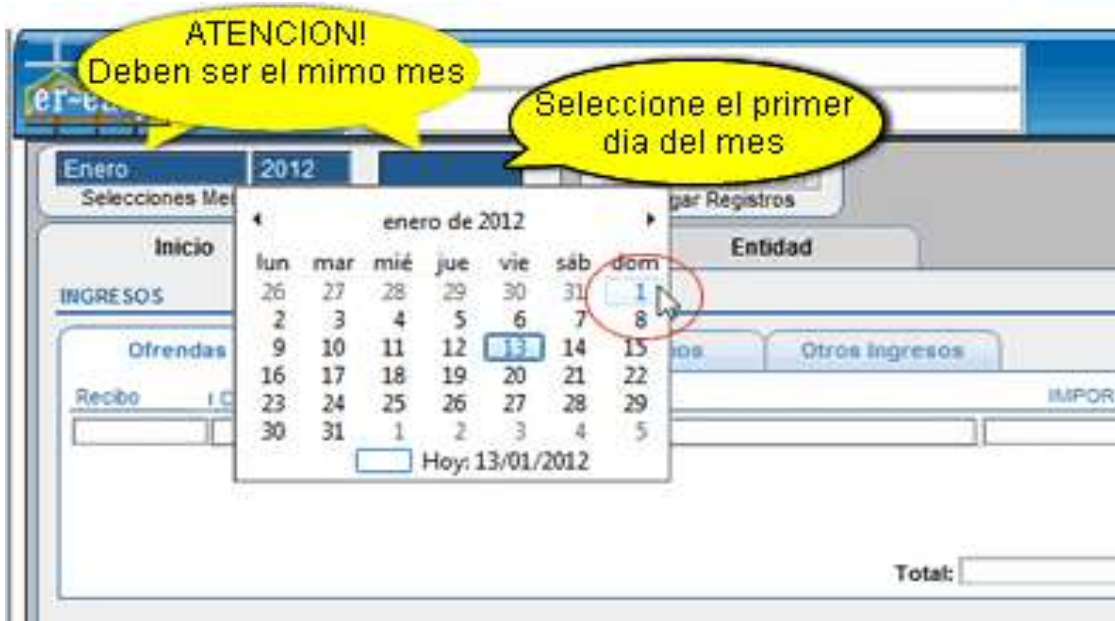 ATENCION!
Deben ser el mimo mes
Seleccione el primer
dia del mes
Enero 2012
Selecciones
Registros
Inicio
Entidad
enero de 2012
lun mar mié jue vie sáb dom
26 27 28 29 30 31 1
2 3 4 5 6 7 8
9 10 11 12 13 14 15
16 17 18 19 20 21 22
23 24 25 26 27 28 29
30 31 1 2 3 4 5
Hoy: 13/01/2012
INGRESOS
Ofrendas
Otros Ingresos
Recibo
IMPOR
Total: